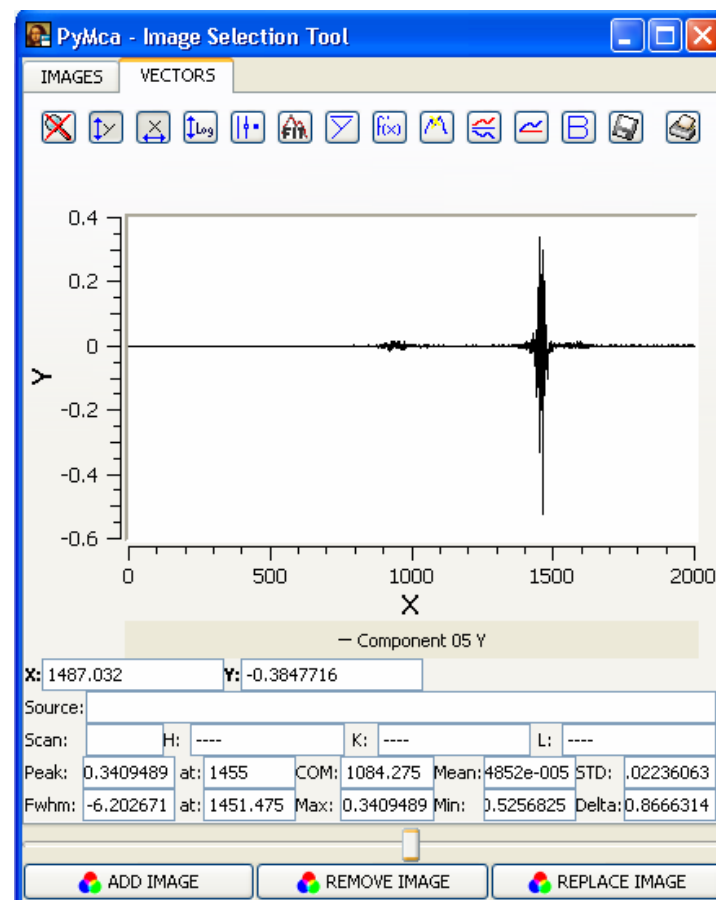 PyMca - Image Selection Tool
IMAGES VECTORS
Log Fit f(x) B
0.4
0.2
0
-0.2
-0.4
-0.6
Y
0 500 1000 1500 2000
X
Component 05 Y
X: 1487.032 Y: -0.3847716
Source:
Scan: H: ---- K: ---- L: ----
Peak: 0.3409489 at: 1455 COM: 1084.275 Mean: 4852e-005 STD: .02236063
Fwhm: -6.202671 at: 1451.475 Max: 0.3409489 Min: 0.5256825 Delta: 0.8666314
ADD IMAGE REMOVE IMAGE REPLACE IMAGE